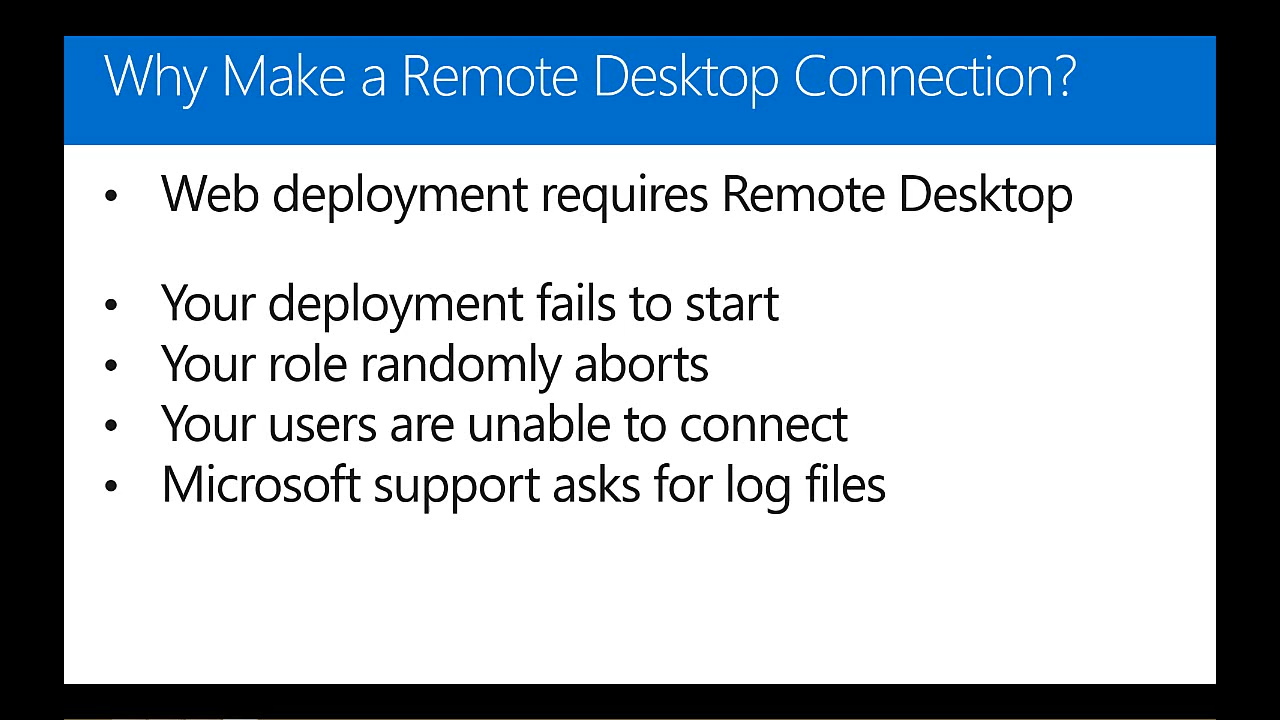 Why Make a Remote Desktop Connection?
• Web deployment requires Remote Desktop
• Your deployment fails to start
• Your role randomly aborts
• Your users are unable to connect
• Microsoft support asks for log files